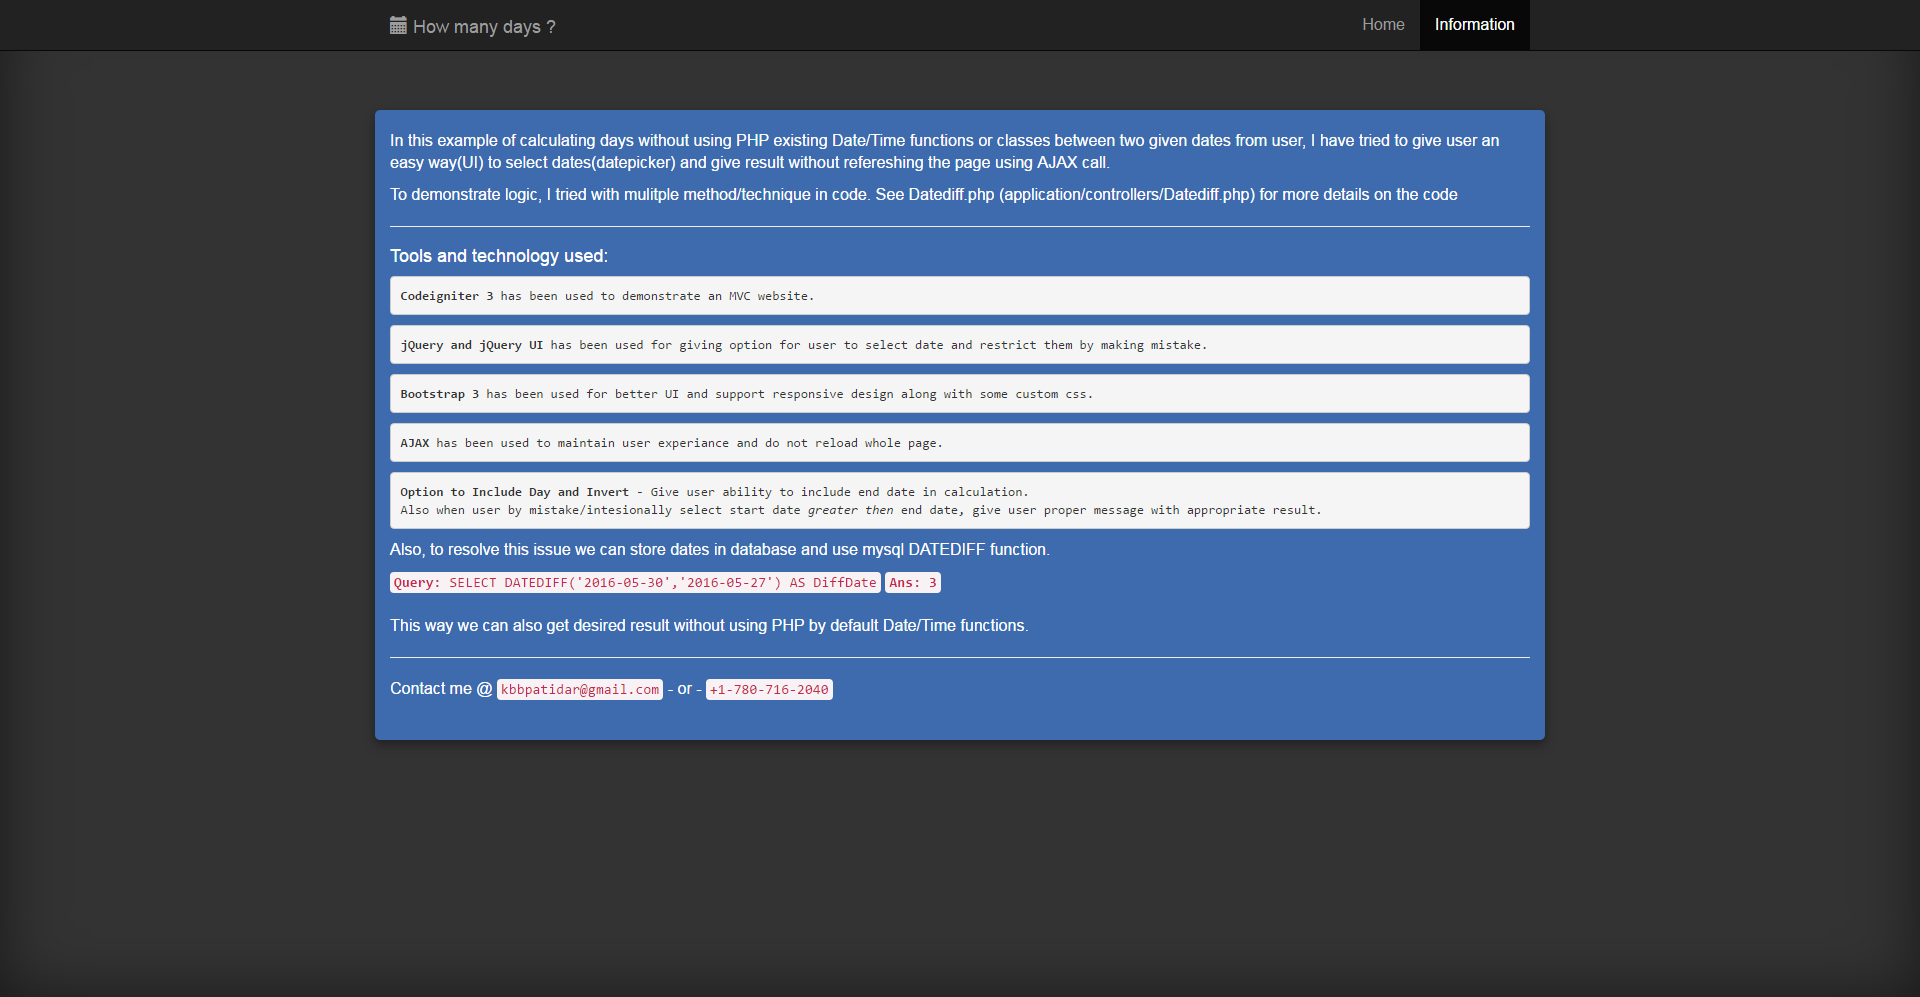 How many days ?
Home
Information
In this example of calculating days without using PHP existing Date/Time functions or classes between two given dates from user, I have tried to give user an
easy way(UI) to select dates(datepicker) and give result without refereshing the page using AJAX call.
To demonstrate logic, I tried with mulitple method/technique in code. See Datediff.php (application/controllers/Datediff.php) for more details on the code
Tools and technology used:
Codeigniter 3 has been used to demonstrate an MVC website.
jQuery and jQuery UI has been used for giving option for user to select date and restrict them by making mistake.
Bootstrap 3 has been used for better UI and support responsive design along with some custom css.
AJAX has been used to maintain user experiance and do not reload whole page.
Option to Include Day and Invert - Give user ability to include end date in calculation.
Also when user by mistake/intesionally select start date greater then end date, give user proper message with appropriate result.
Also, to resolve this issue we can store dates in database and use mysql DATEDIFF function.
Query: SELECT DATEDIFF('2016-05-30','2016-05-27') AS DiffDate Ans: 3
This way we can also get desired result without using PHP by default Date/Time functions.
Contact me @ kbbpatidar@gmail.com - or - +1-780-716-2040